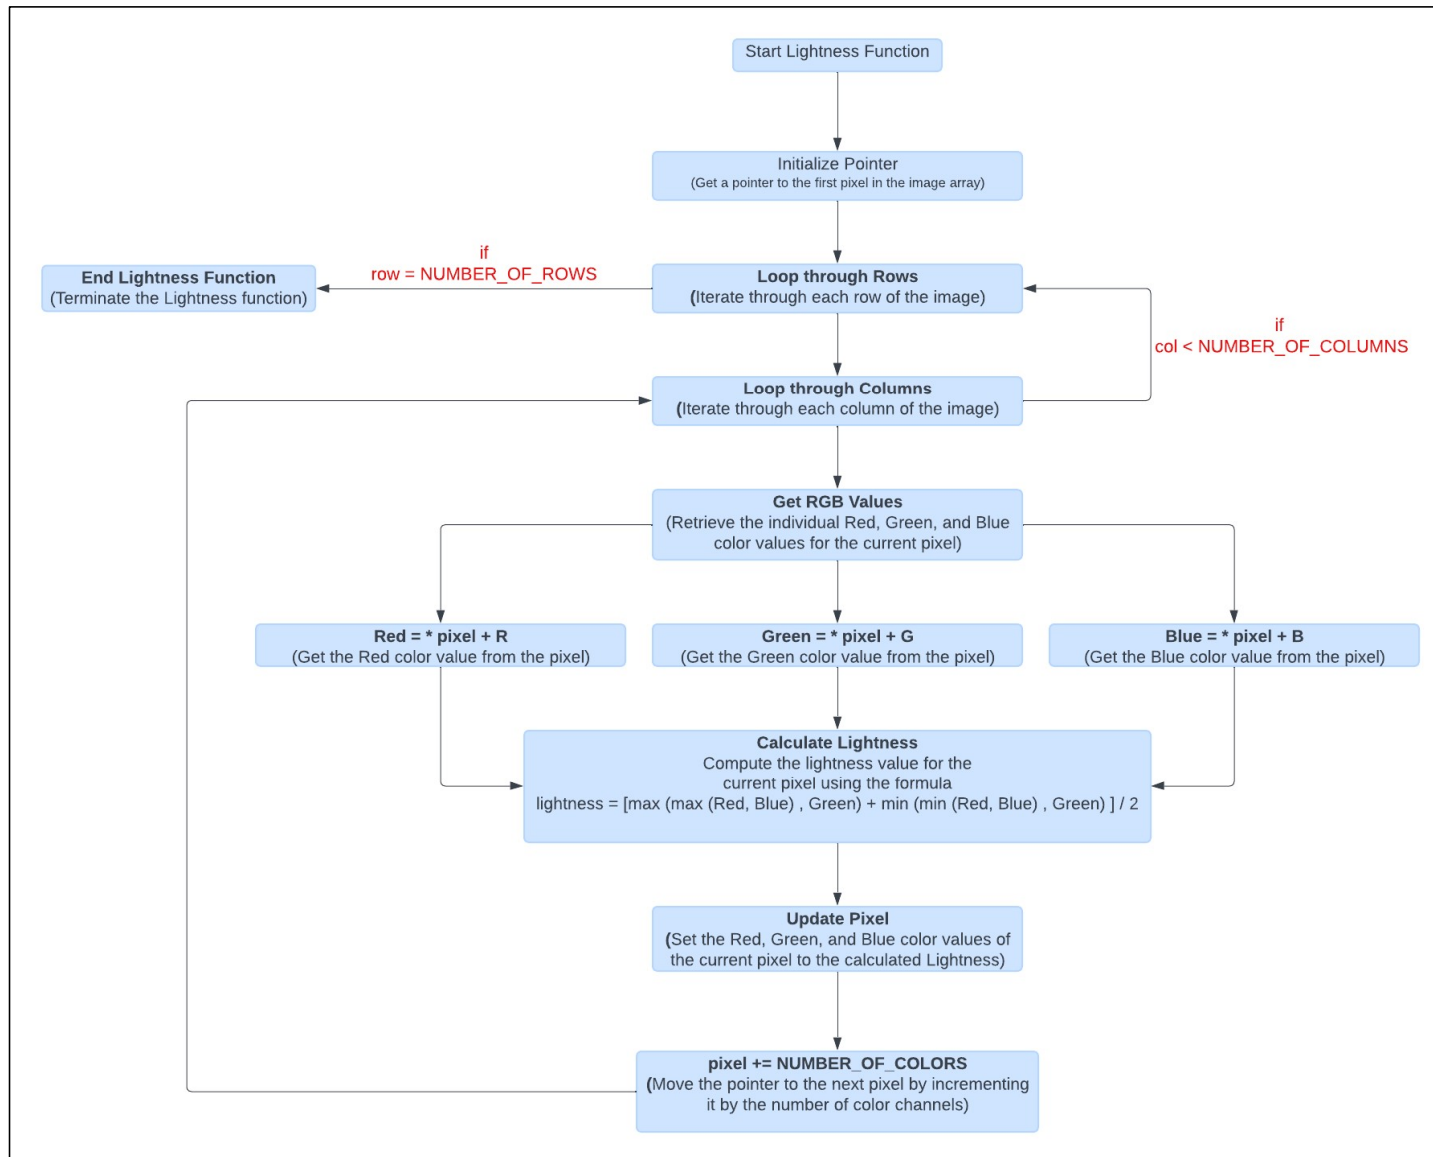 Start Lightness Function
Initialize Pointer
(Get a pointer to the first pixel in the image array)
if
row = NUMBER_OF_ROWS
End Lightness Function
(Terminate the Lightness function)
Loop through Rows
(Iterate through each row of the image)
if
col < NUMBER_OF_COLUMNS
Loop through Columns
(Iterate through each column of the image)
Get RGB Values
(Retrieve the individual Red, Green, and Blue
color values for the current pixel)
Red = * pixel + R
(Get the Red color value from the pixel)
Green = * pixel + G
(Get the Green color value from the pixel)
Blue = * pixel + B
(Get the Blue color value from the pixel)
Calculate Lightness
Compute the lightness value for the
current pixel using the formula
lightness = [max (max (Red, Blue) , Green) + min (min (Red, Blue) , Green) ] / 2
Update Pixel
(Set the Red, Green, and Blue color values of
the current pixel to the calculated Lightness)
pixel += NUMBER_OF_COLORS
(Move the pointer to the next pixel by incrementing
it by the number of color channels)